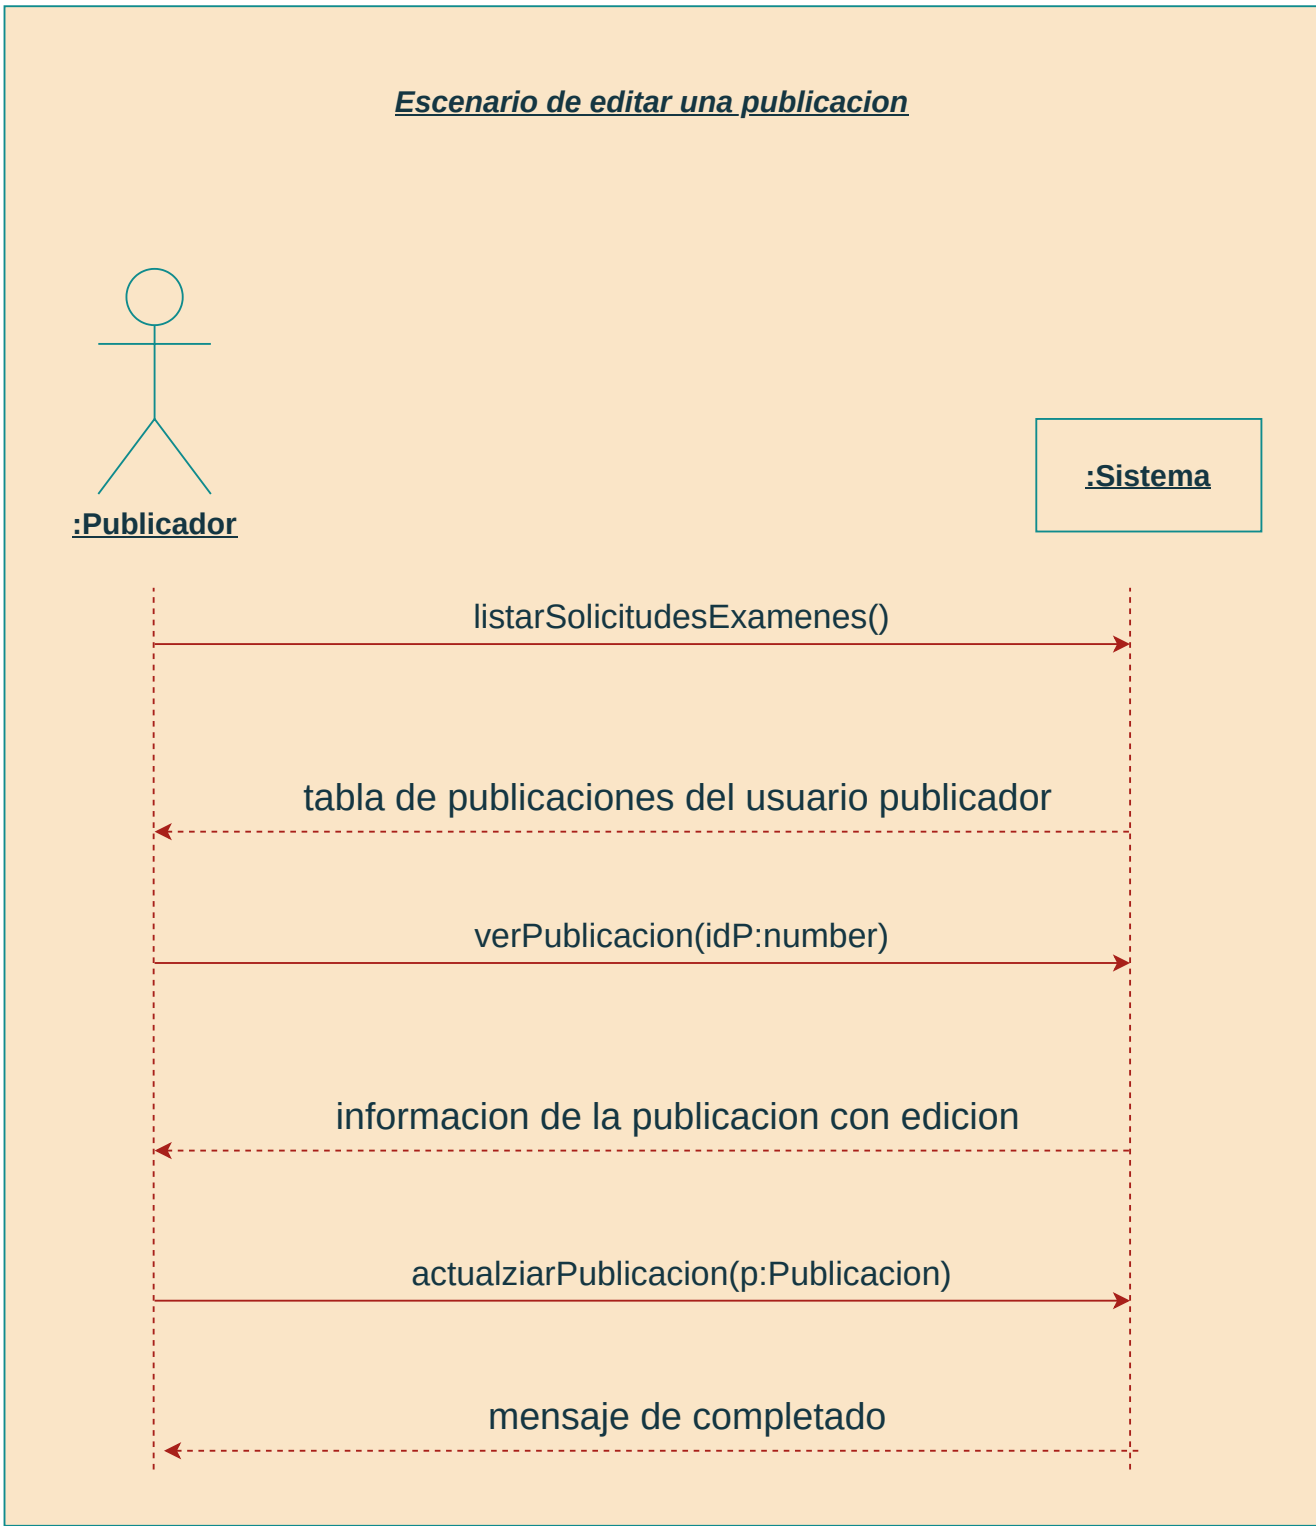 Escenario de editar una publicacion
:Publicador
:Sistema
listarSolicitudesExamenes()
tabla de publicaciones del usuario publicador
verPublicacion(idP:number)
informacion de la publicacion con edicion
actualziarPublicacion(p:Publicacion)
mensaje de completado